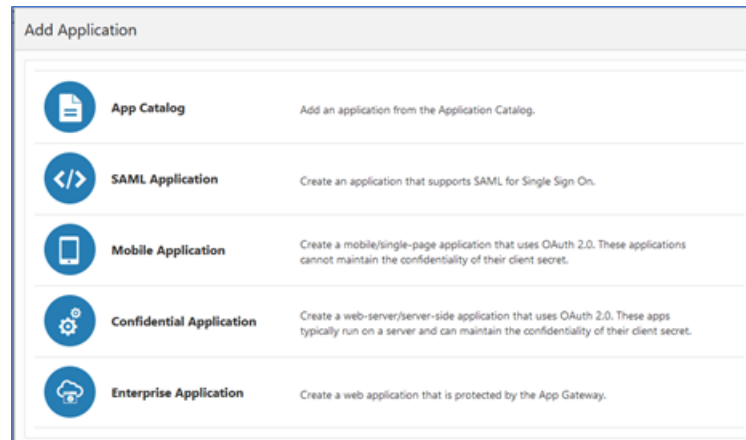 Add Application
App Catalog
Add an application from the Application Catalog.
SAML Application
Create an application that supports SAML for Single Sign On.
Mobile Application
Create a mobile/single-page application that uses OAuth 2.0. These applications
cannot maintain the confidentiality of their client secret.
Confidential Application
Create a web-server/server-side application that uses OAuth 2.0. These apps
typically run on a server and can maintain the confidentiality of their client secret.
Enterprise Application
Create a web application that is protected by the App Gateway.